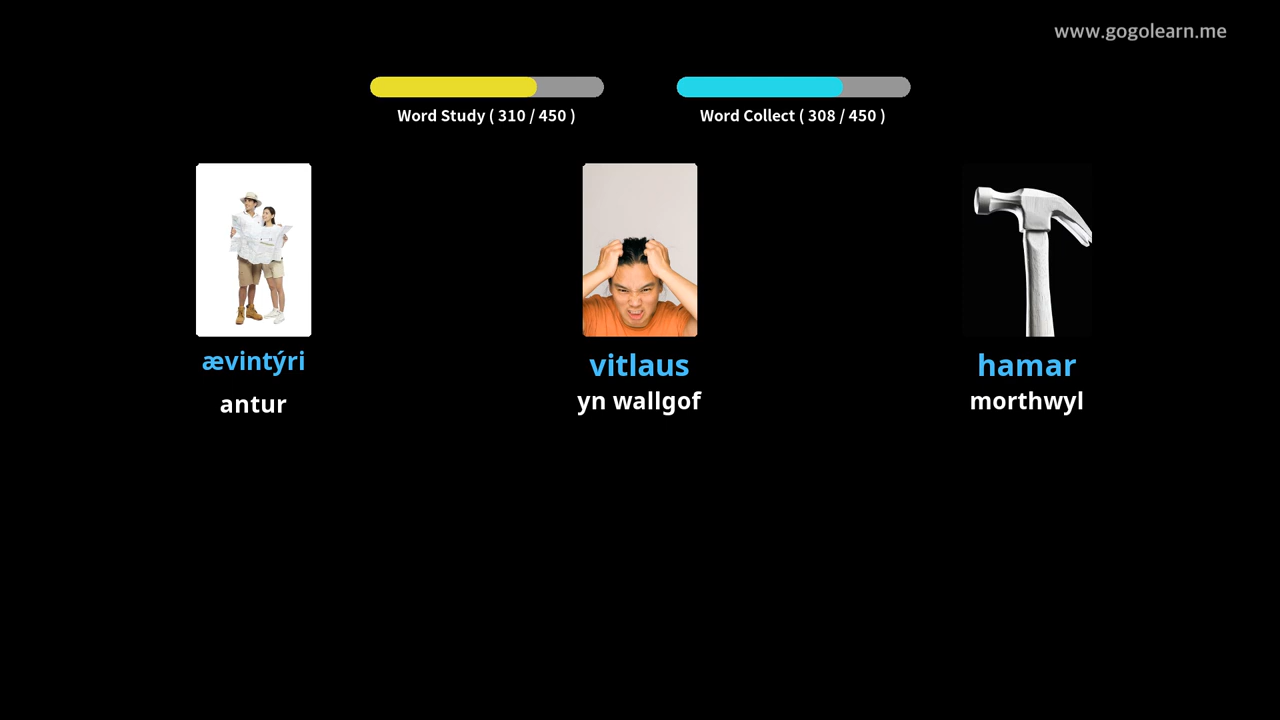 www.gogolearn.me
Word Study ( 310 / 450 )
Word Collect ( 308 / 450 )
ævintýri
antur
vitlaus
yn wallgof
hamar
morthwyl